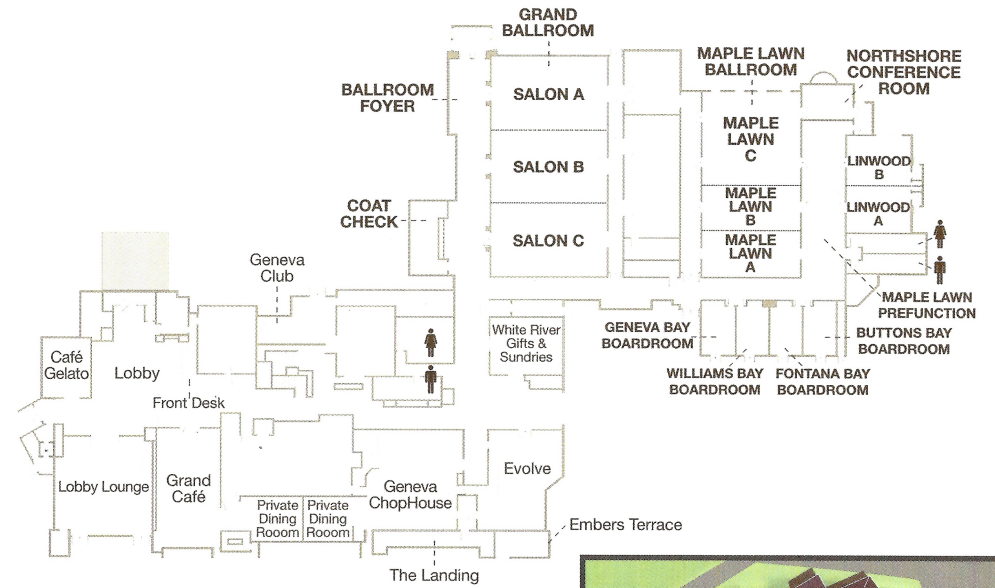 GRAND
BALLROOM
MAPLE LAWN
BALLROOM
NORTHSHORE
CONFERENCE
ROOM
BALLROOM
FOYER
SALON A
MAPLE
LAWN
C
SALON B
LINWOOD
B
MAPLE
LAWN
B
COAT
CHECK
LINWOOD
A
SALON C
MAPLE
LAWN
A
Geneva
Club
MAPLE LAWN
PREFUNCTION
White River
Gifts &
Sundries
GENEVA BAY
BOARDROOM
BUTTONS BAY
BOARDROOM
WILLIAMS BAY
BOARDROOM
FONTANA BAY
BOARDROOM
Café
Gelato
Lobby
Front Desk
Lobby Lounge
Grand
Café
Private
Dining
Rooom
Private
Dining
Rooom
Geneva
ChopHouse
Evolve
Embers Terrace
The Landing